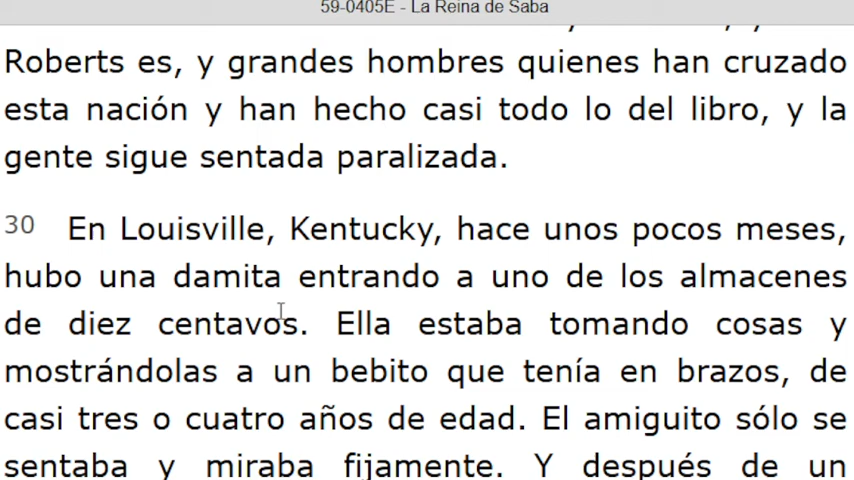 59-0405E - La Reina de Saba
Roberts es, y grandes hombres quienes han cruzado
esta nación y han hecho casi todo lo del libro, y la
gente sigue sentada paralizada.
30 En Louisville, Kentucky, hace unos pocos meses,
hubo una damita entrando a uno de los almacenes
de diez centavos. Ella estaba tomando cosas y
mostrándolas a un bebito que tenía en brazos, de
casi tres o cuatro años de edad. El amiguito sólo se
sentaba y miraba fijamente. Y después de un